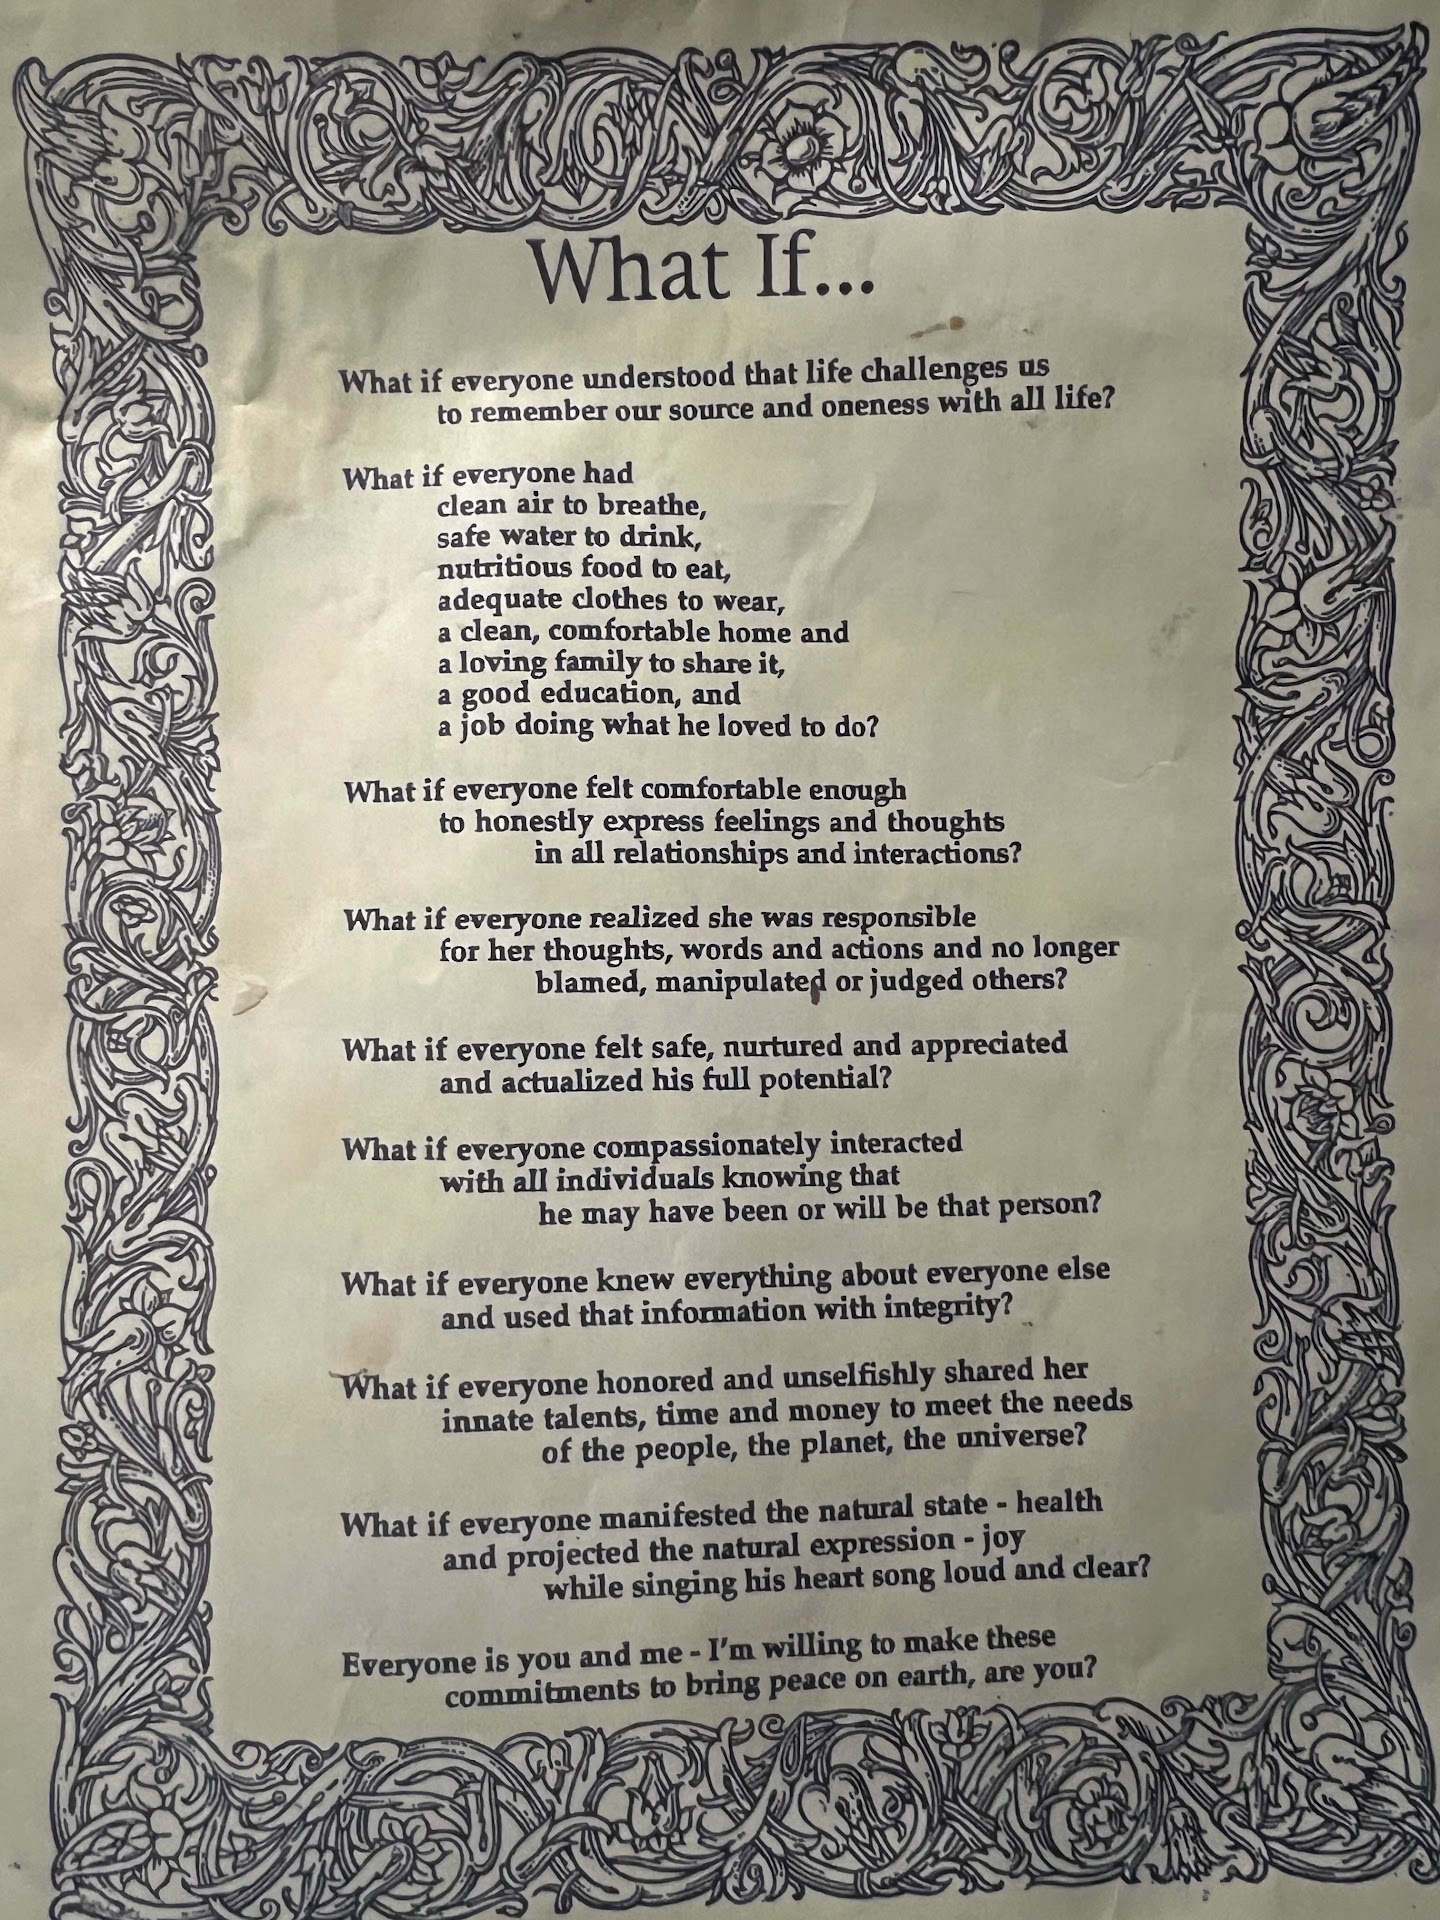 What If...
What if everyone understood that life challenges us
to remember our source and oneness with all life?
What if everyone had
clean air to breathe,
safe water to drink,
nutritious food to eat,
adequate clothes to wear,
a clean, comfortable home and
a loving family to share it,
a good education, and
a job doing what he loved to do?
What if everyone felt comfortable enough
to honestly express feelings and thoughts
in all relationships and interactions?
What if everyone realized she was responsible
for her thoughts, words and actions and no longer
blamed, manipulated or judged others?
What if everyone felt safe, nurtured and appreciated
and actualized his full potential?
What if everyone compassionately interacted
with all individuals knowing that
he may have been or will be that person?
What if everyone knew everything about everyone else
and used that information with integrity?
What if everyone honored and unselfishly shared her
innate talents, time and money to meet the needs
of the people, the planet, the universe?
What if everyone manifested the natural state - health
and projected the natural expression - joy
while singing his heart song loud and clear?
Everyone is you and me - I'm willing to make these
commitments to bring peace on earth, are you?